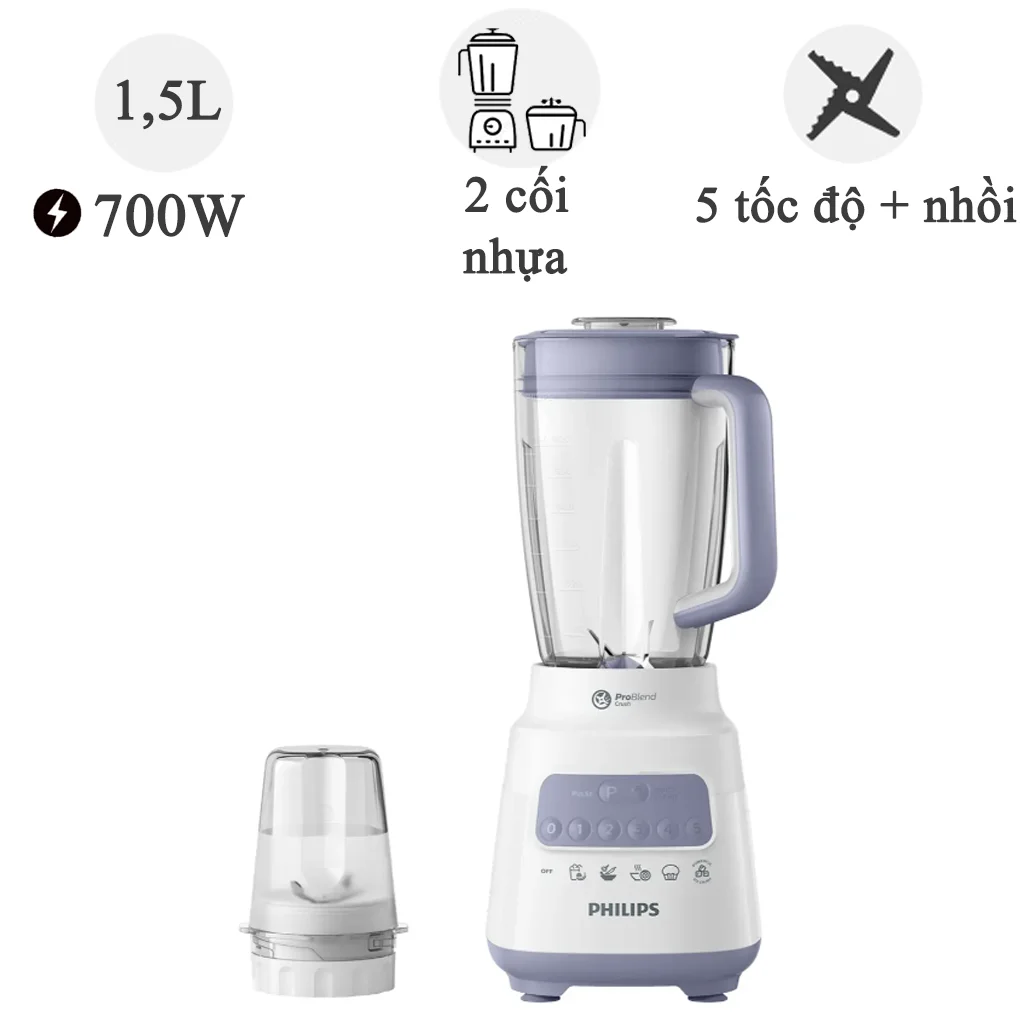 1,5L
700W
2 cối
nhựa
5 tốc độ + nhồi
ProBlend
Crush
PULSE P
0 1 2 3 4 5
OFF
PHILIPS